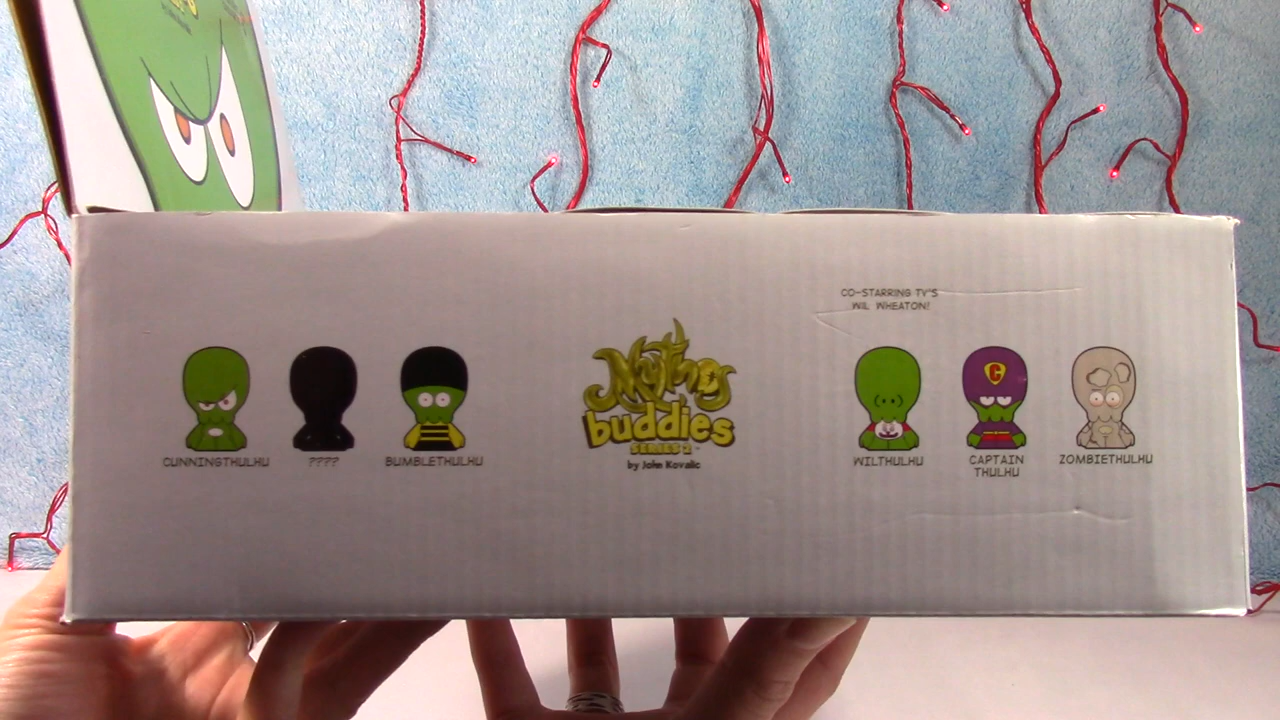 CO-STARRING TV'S
WIL WHEATON!
C
CUNNINGTHULHU
????
BUMBLETHULHU
Mythos
buddies
SERIES 2
by John Kovalic
WILTHULHU
CAPTAIN
THULHU
ZOMBIETHULHU